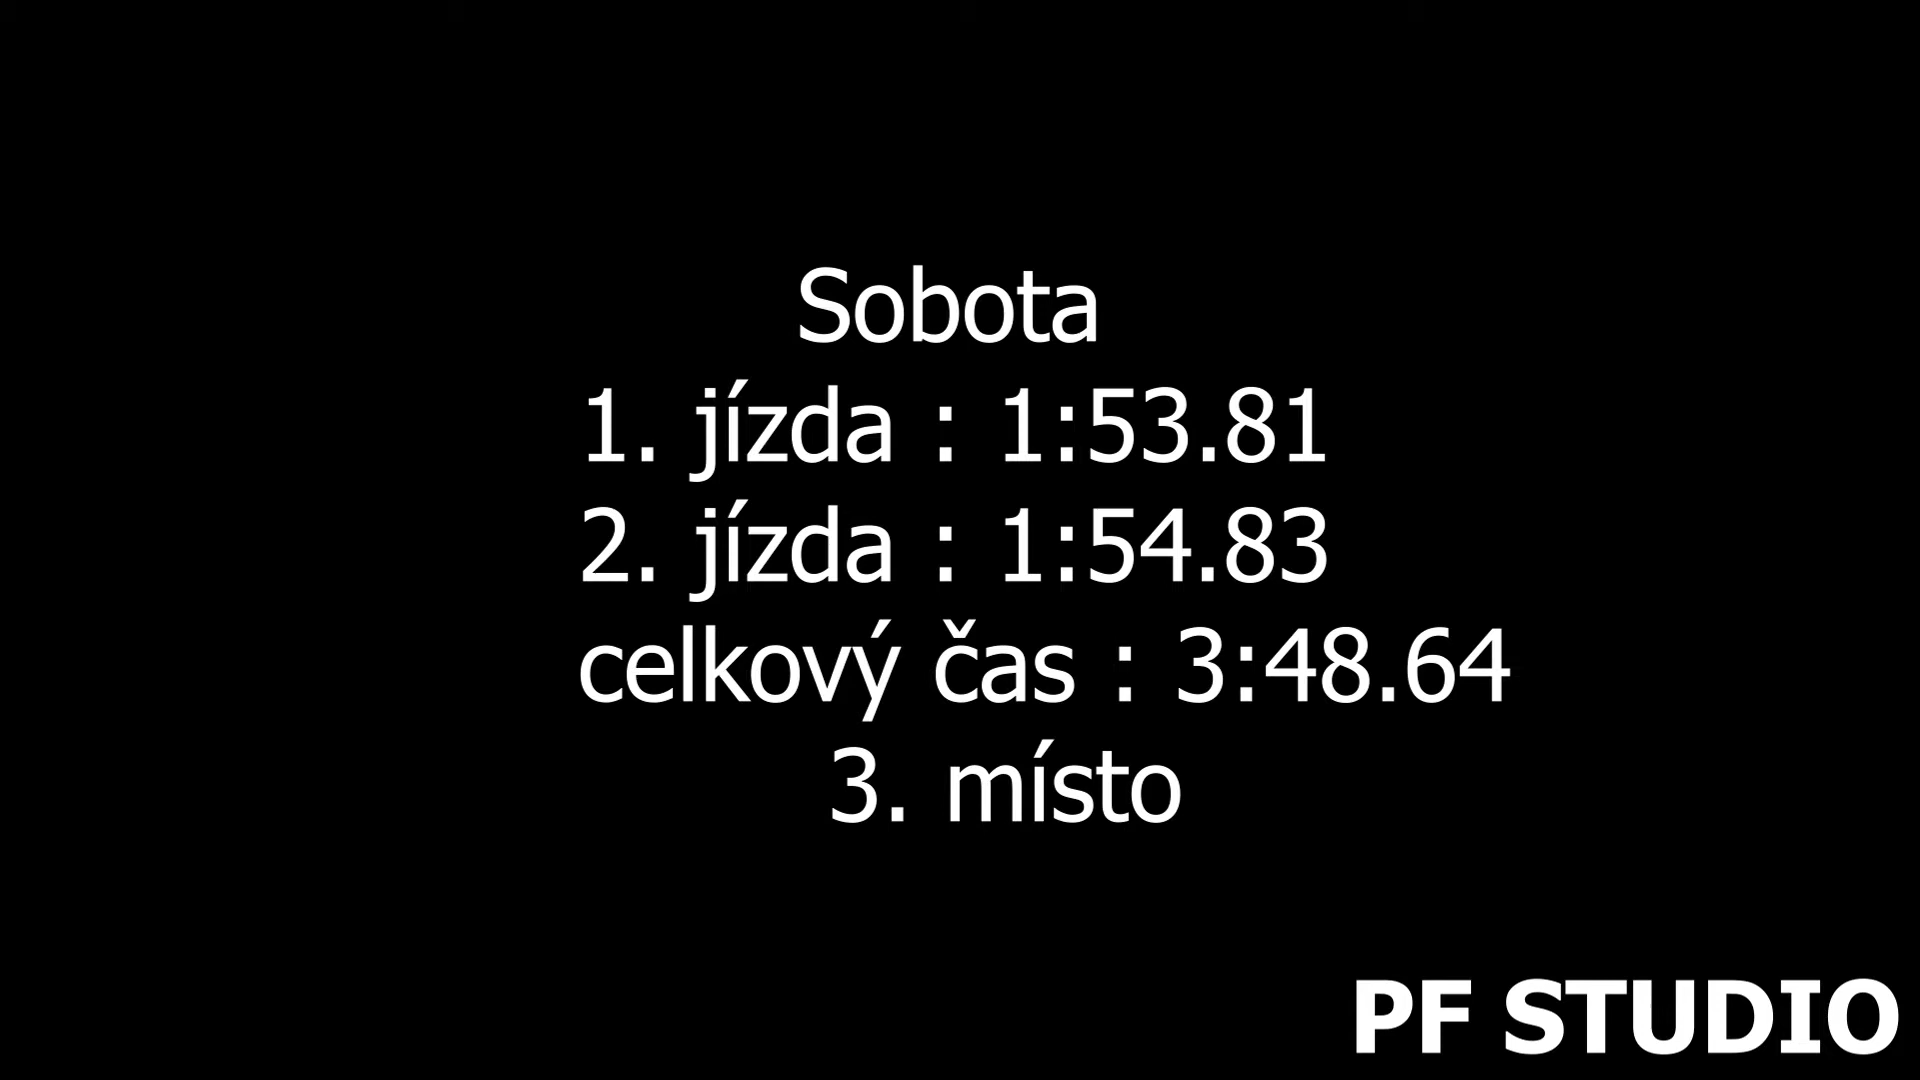 Sobota
1. jízda : 1:53.81
2. jízda : 1:54.83
celkový čas : 3:48.64
3. místo
PF STUDIO